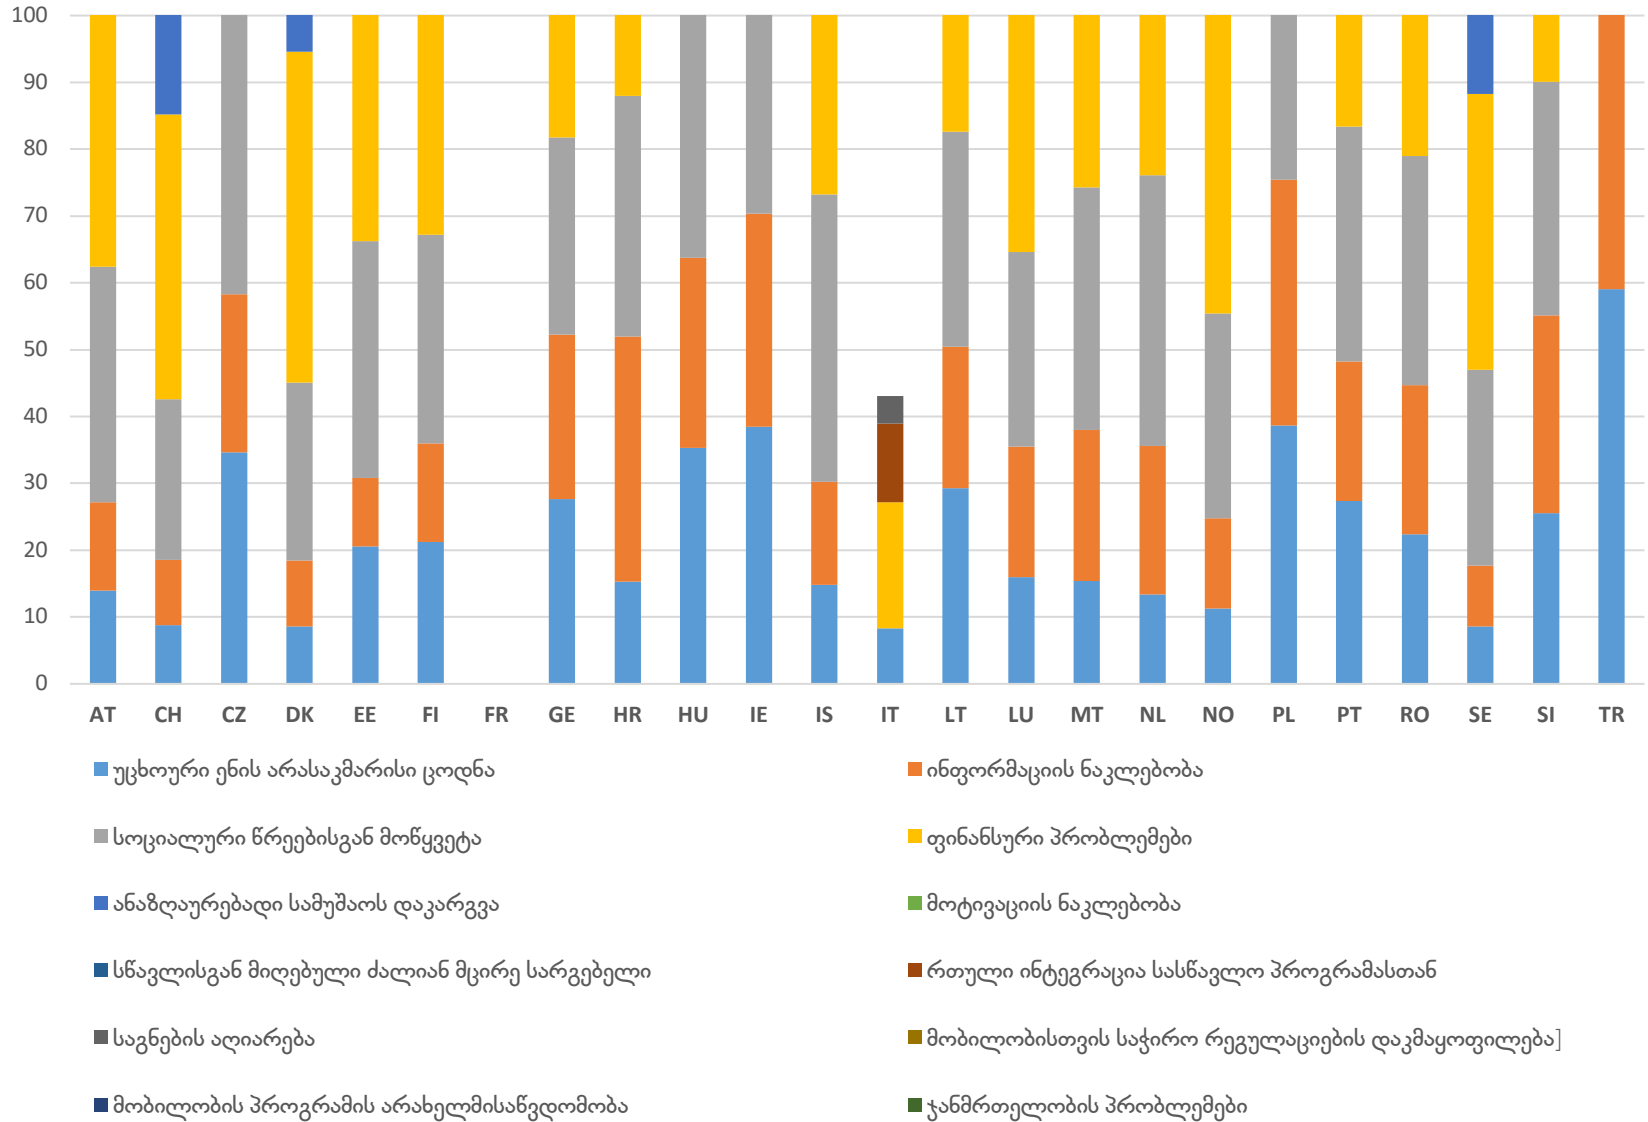 100
90
80
70
60
50
40
30
20
10
0
AT CH CZ DK EE FI FR GE HR HU IE IS IT LT LU MT NL NO PL PT RO SE SI TR
უცხოური ენის არასაკმარისი ცოდნა
ინფორმაციის ნაკლებობა
სოციალური წრეებისგან მოწყვეტა
ფინანსური პრობლემები
ანაზღაურებადი სამუშაოს დაკარგვა
მოტივაციის ნაკლებობა
სწავლისგან მიღებული ძალიან მცირე სარგებელი
რთული ინტეგრაცია სასწავლო პროგრამასთან
საგნების აღიარება
მობილობისთვის საჭირო რეგულაციების დაკმაყოფილება]
მობილობის პროგრამის არახელმისაწვდომობა
ჯანმრთელობის პრობლემები